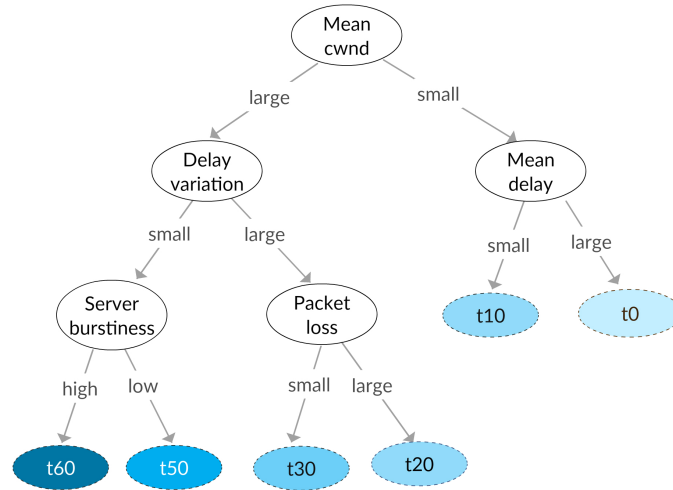 Mean
cwnd
large
small
Delay
variation
Mean
delay
small
large
small
large
Server
burstiness
Packet
loss
t10
t0
high
low
small
large
t60
t50
t30
t20